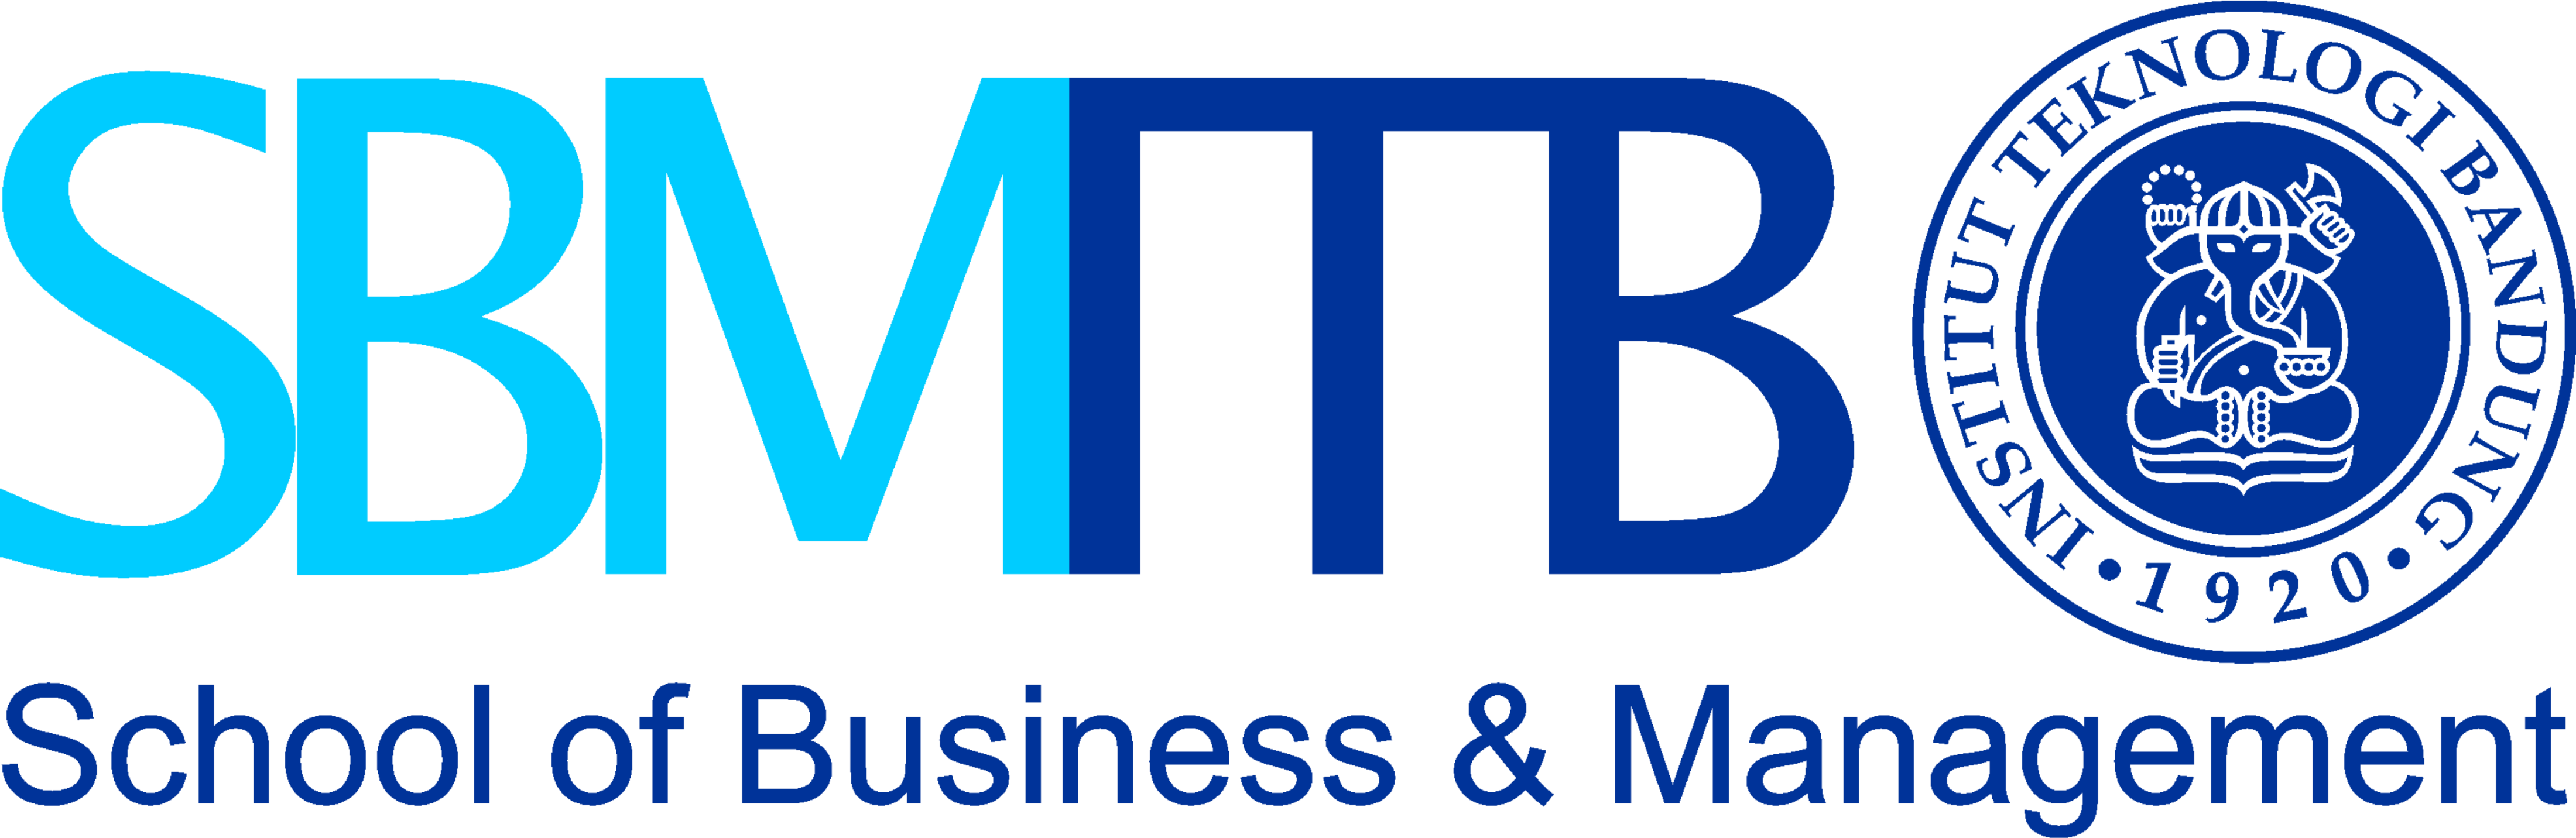 SBMITB
INSTITUT TEKNOLOGI BANDUNG
• 1920 •
School of Business & Management